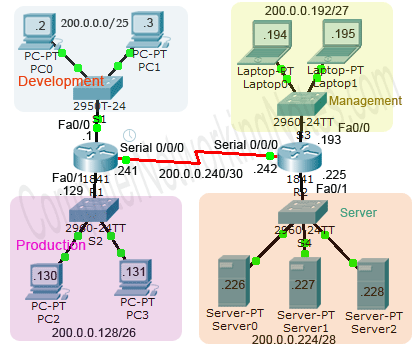 200.0.0.0/25
.2
.3
PC-PT
PC0
PC-PT
PC1
Development
2950T-24
S1
Fa0/0
.1
200.0.0.192/27
.194
.195
Laptop-PT
Laptop0
Laptop-PT
Laptop1
2960-24TT
S3
Management
Fa0/0
.193
Serial 0/0/0
.241
200.0.0.240/30
Serial 0/0/0
.242
1841
R1
Fa0/1
.129
1841
R2
.225
Fa0/1
2960-24TT
S2
Production
.130
.131
PC-PT
PC2
PC-PT
PC3
200.0.0.128/26
Server
2960-24TT
S4
.226
.227
.228
Server-PT
Server0
Server-PT
Server1
Server-PT
Server2
200.0.0.224/28